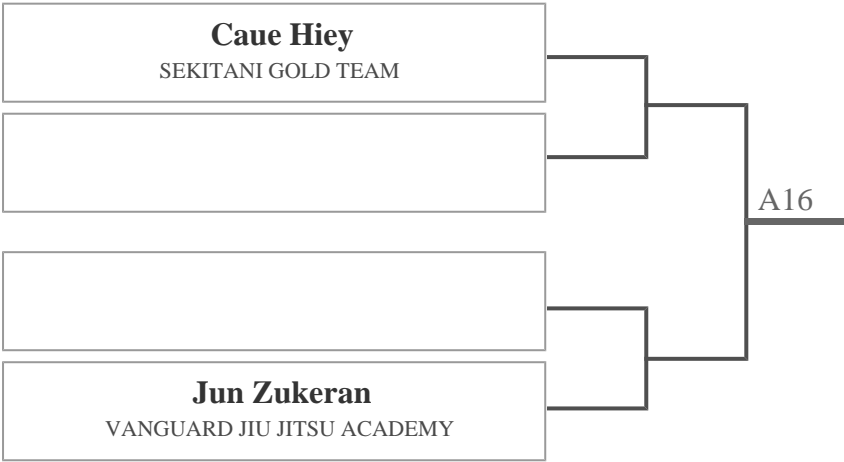 Caue Hiey
SEKITANI GOLD TEAM
A16
Jun Zukeran
VANGUARD JIU JITSU ACADEMY